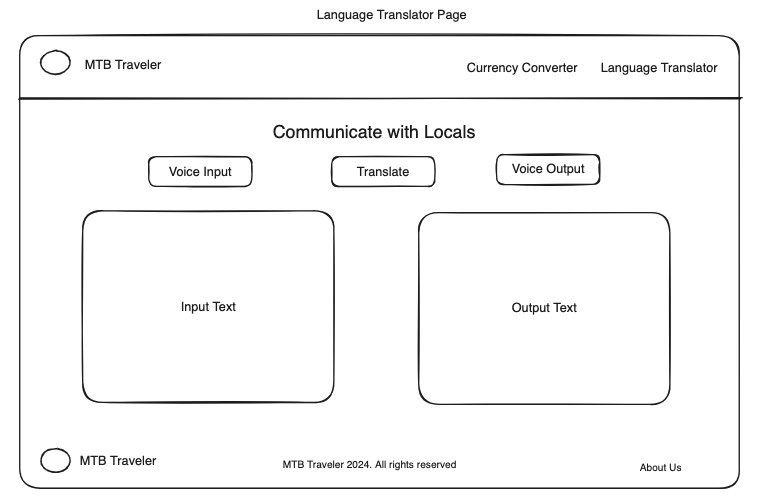 Language Translator Page
MTB Traveler
Currency Converter
Language Translator
Communicate with Locals
Voice Input
Translate
Voice Output
Input Text
Output Text
MTB Traveler
MTB Traveler 2024. All rights reserved
About Us